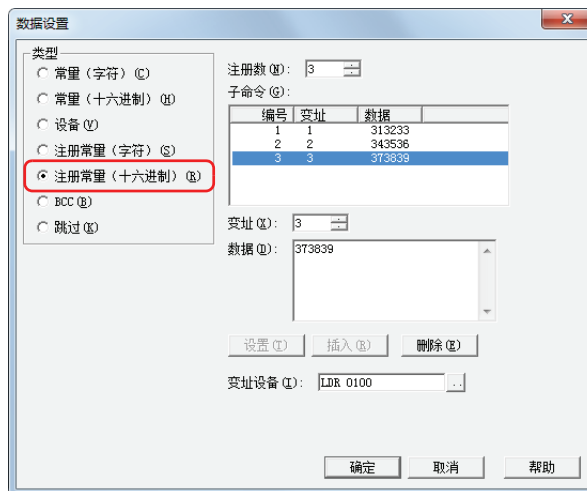 数据设置
类型
常量（字符）(C)
常量（十六进制）(H)
设备(V)
注册常量（字符）(S)
注册常量（十六进制）(R)
BCC(B)
跳过(K)
注册数(N): 3
子命令(G):
编号 变址 数据
1 1 313233
2 2 343536
3 3 373839
变址(X): 3
数据(D): 373839
设置(T) 插入(R) 删除(E)
变址设备(I): LDR 0100 ..
确定 取消 帮助